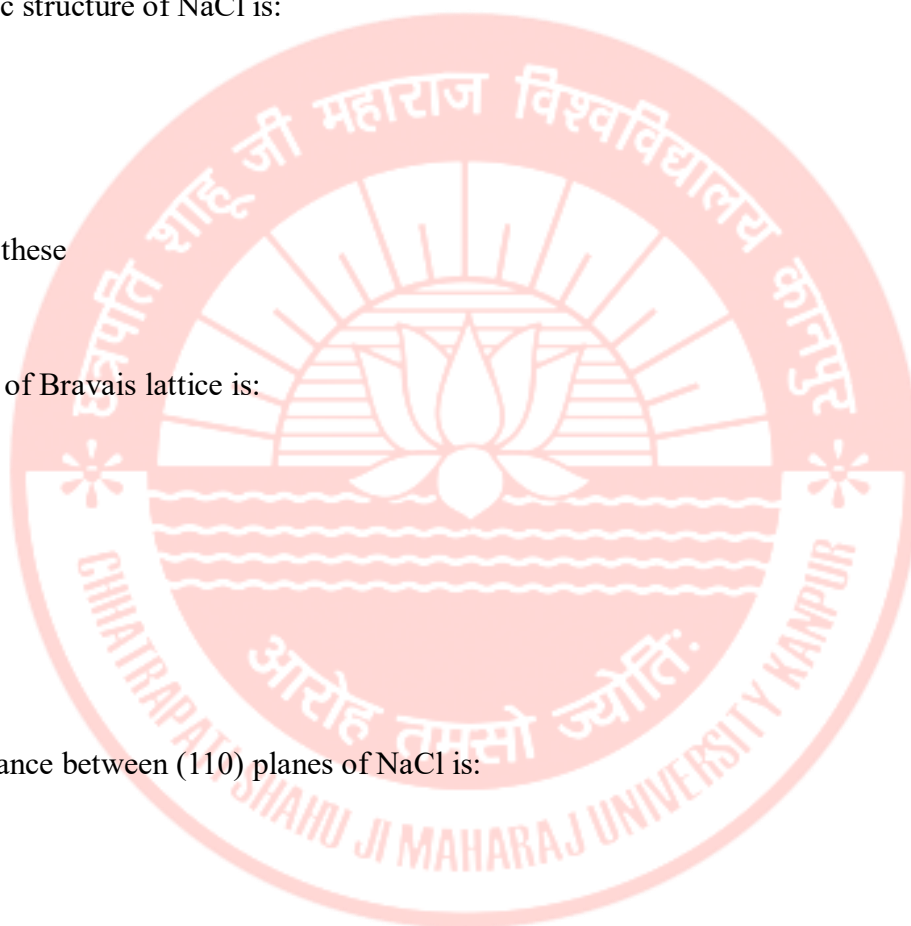 c structure of NaCl is:
छत्रपति शाहू जी महाराज विश्वविद्यालय कानपुर
these
of Bravais lattice is:
आरोह तमसो ज्योतिः
ance between (110) planes of NaCl is:
CHHATRAPATI SHAHU JI MAHARAJ UNIVERSITY KANPUR